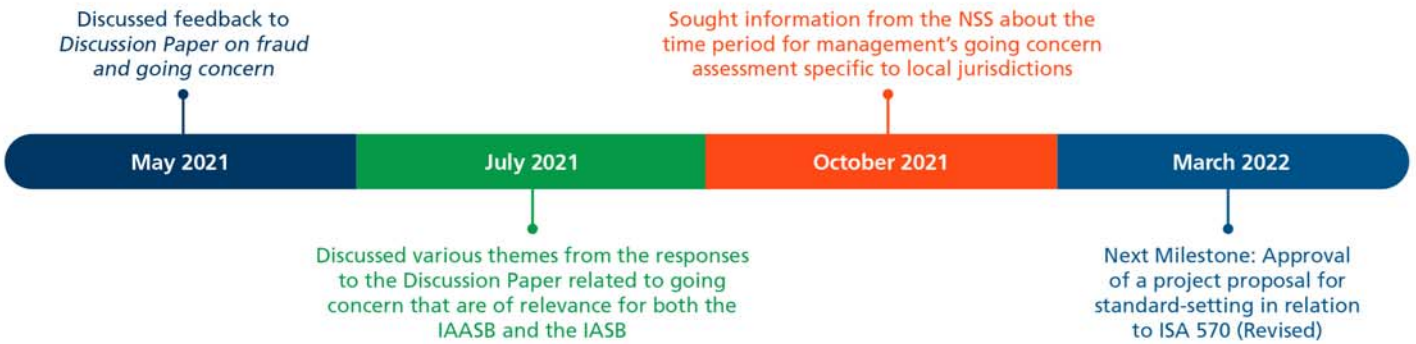 Discussed feedback to
Discussion Paper on fraud
and going concern
Sought information from the NSS about the
time period for management's going concern
assessment specific to local jurisdictions
May 2021
July 2021
October 2021
March 2022
Discussed various themes from the responses
to the Discussion Paper related to going
concern that are of relevance for both the
IAASB and the IASB
Next Milestone: Approval
of a project proposal for
standard-setting in relation
to ISA 570 (Revised)